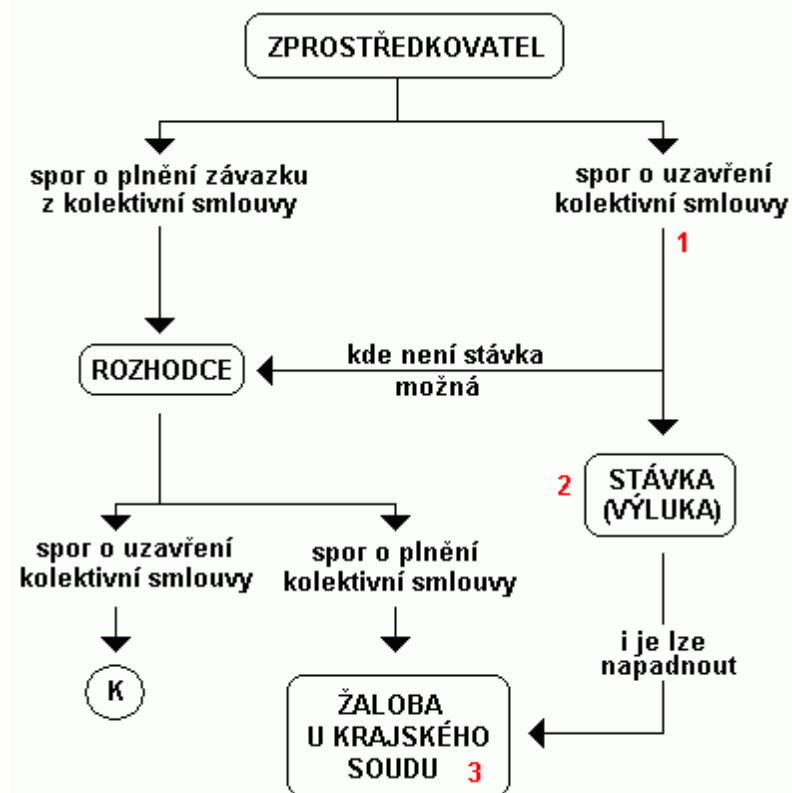 ZPROSTŘEDKOVATEL
spor o plnění závazku
z kolektivní smlouvy
spor o uzavření
kolektivní smlouvy
1
ROZHODCE
kde není stávka
možná
2
STÁVKA
(VÝLUKA)
spor o uzavření
kolektivní smlouvy
spor o plnění
kolektivní smlouvy
i je lze
napadnout
K
ŽALOBA
U KRAJSKÉHO
SOUDU 3